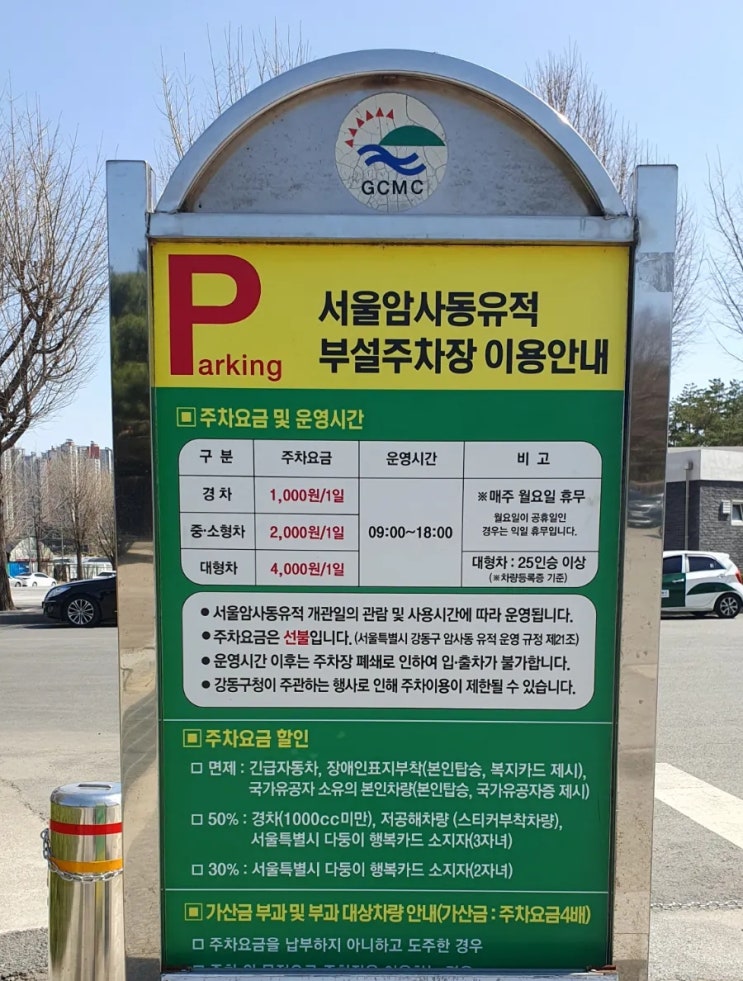 GCMC
Parking
서울암사동유적
부설주차장 이용안내
▣ 주차요금 및 운영시간
구 분 주차요금 운영시간 비 고
경 차 1,000원/1일 09:00~18:00 ※매주 월요일 휴무
월요일이 공휴일인
경우는 익일 휴무입니다.
중·소형차 2,000원/1일
대형차 4,000원/1일 대형차 : 25인승 이상
(※차량등록증 기준)
● 서울암사동유적 개관일의 관람 및 사용시간에 따라 운영됩니다.
● 주차요금은 선불입니다. (서울특별시 강동구 암사동 유적 운영 규정 제21조)
● 운영시간 이후는 주차장 폐쇄로 인하여 입·출차가 불가합니다.
● 강동구청이 주관하는 행사로 인해 주차이용이 제한될 수 있습니다.
▣ 주차요금 할인
□ 면제 : 긴급자동차, 장애인표지부착(본인탑승, 복지카드 제시),
국가유공자 소유의 본인차량(본인탑승, 국가유공자증 제시)
□ 50% : 경차(1000cc미만), 저공해차량 (스티커부착차량),
서울특별시 다둥이 행복카드 소지자(3자녀)
□ 30% : 서울특별시 다둥이 행복카드 소지자(2자녀)
▣ 가산금 부과 및 부과 대상차량 안내(가산금 : 주차요금4배)
□ 주차요금을 납부하지 아니하고 도주한 경우